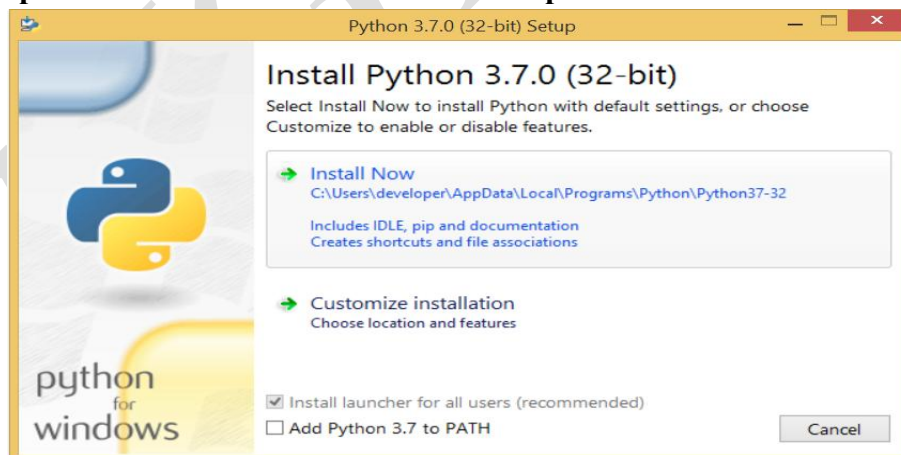 Python 3.7.0 (32-bit) Setup
Install Python 3.7.0 (32-bit)
Select Install Now to install Python with default settings, or choose
Customize to enable or disable features.
Install Now
C:\Users\developer\AppData\Local\Programs\Python\Python37-32
Includes IDLE, pip and documentation
Creates shortcuts and file associations
Customize installation
Choose location and features
python
for
windows
Install launcher for all users (recommended)
Add Python 3.7 to PATH
Cancel